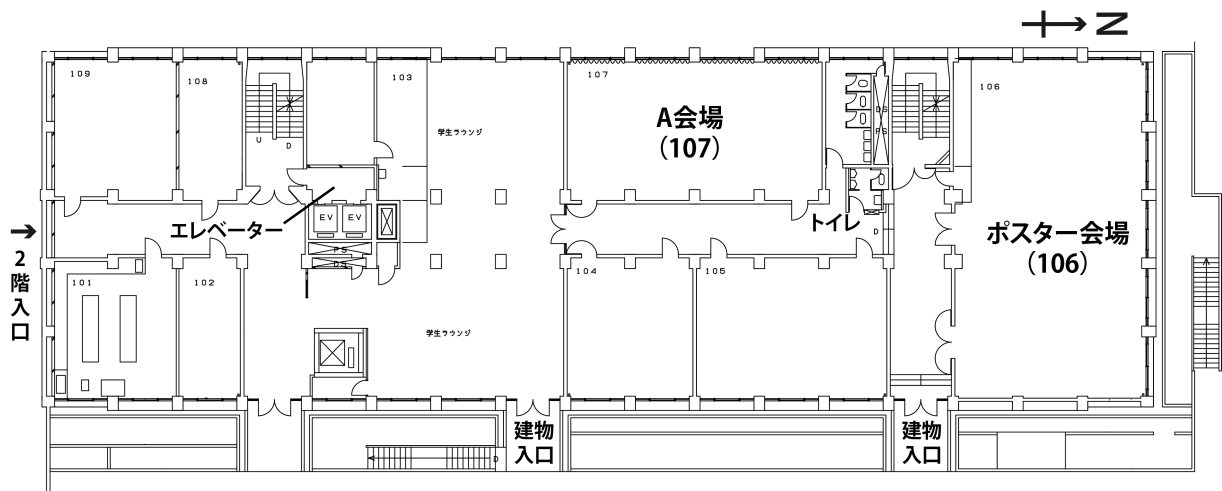 N
109
108
103
107
106
学生ラウンジ
A会場
(107)
DS
PS
U
D
エレベーター
EV
EV
トイレ
D
ポスター会場
(106)
2
階
入
口
PS
DS
101
102
104
105
学生ラウンジ
建物
入口
建物
入口
D